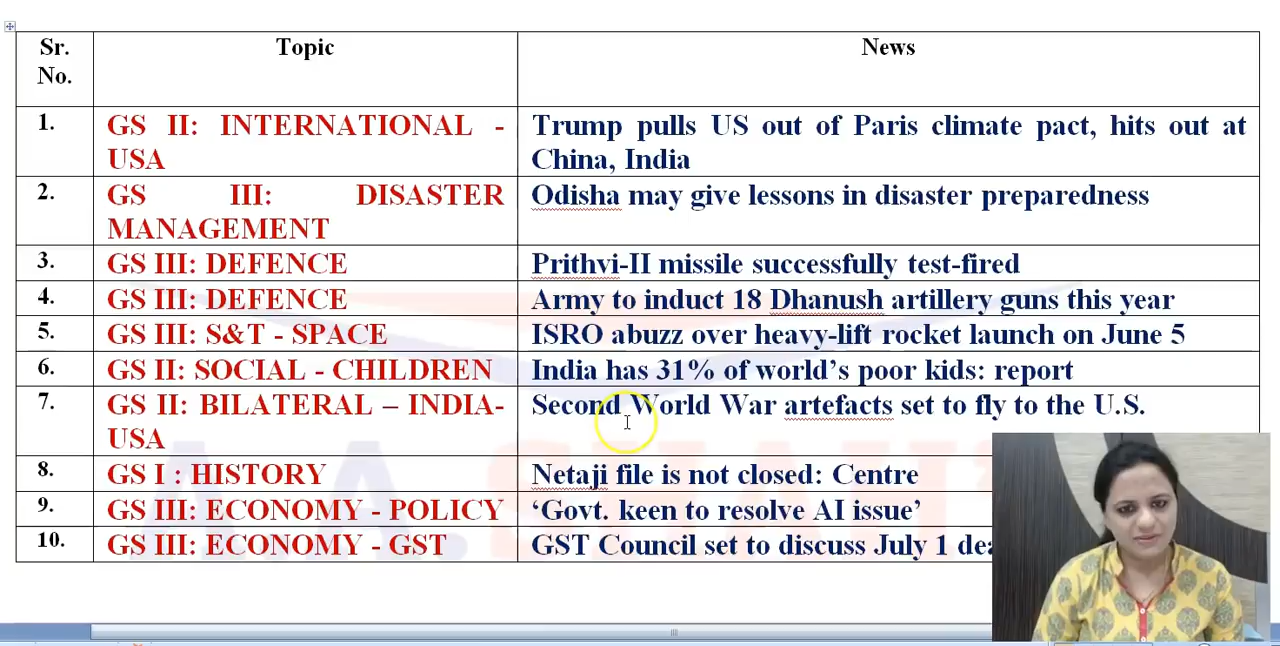 Sr. No.
Topic
News
1.
GS II: INTERNATIONAL -
USA
Trump pulls US out of Paris climate pact, hits out at
China, India
2.
GS III: DISASTER
MANAGEMENT
Odisha may give lessons in disaster preparedness
3.
GS III: DEFENCE
Prithvi-II missile successfully test-fired
4.
GS III: DEFENCE
Army to induct 18 Dhanush artillery guns this year
5.
GS III: S&T - SPACE
ISRO abuzz over heavy-lift rocket launch on June 5
6.
GS II: SOCIAL - CHILDREN
India has 31% of world’s poor kids: report
7.
GS II: BILATERAL – INDIA-
USA
Second World War artefacts set to fly to the U.S.
8.
GS I : HISTORY
Netaji file is not closed: Centre
9.
GS III: ECONOMY - POLICY
‘Govt. keen to resolve AI issue’
10.
GS III: ECONOMY - GST
GST Council set to discuss July 1